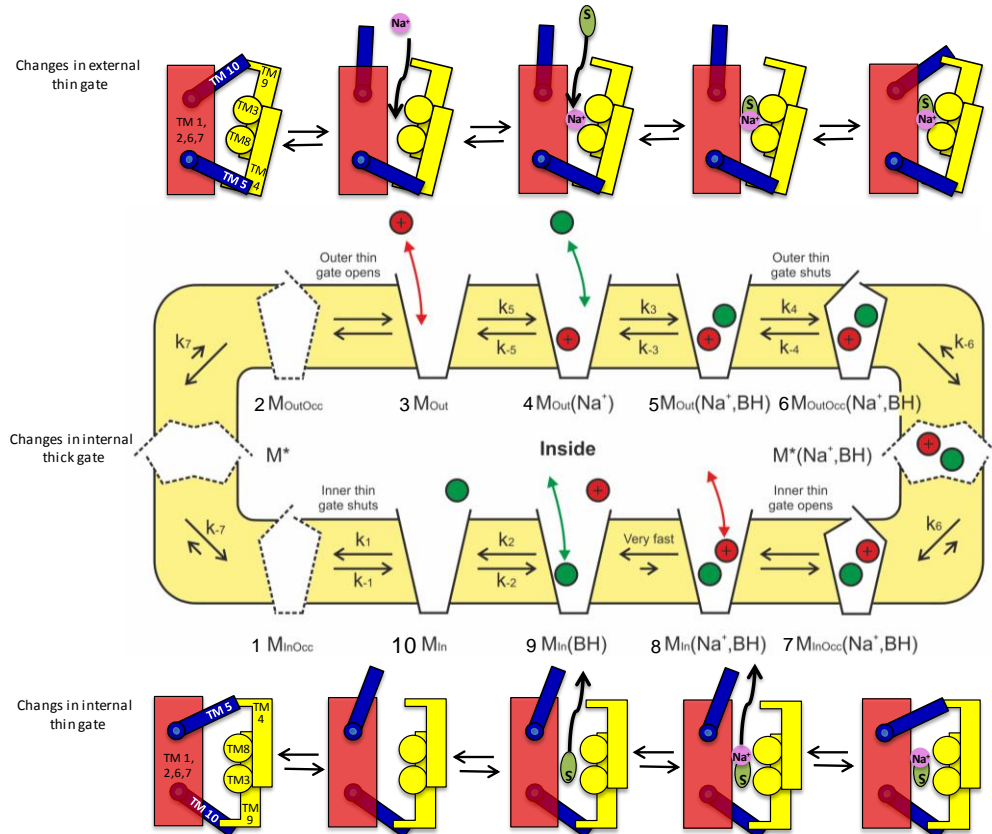 Changes in external
thin gate
TM 10
TM
9
TM3
TM 1,
2,6,7
TM8
TM 5
TM
4
Na⁺
S
Na⁺
S
Na⁺
S
Na⁺
Outer thin
gate opens
Outer thin
gate shuts
k₇
k₅
k₋₅
k₃
k₋₃
k₄
k₋₄
k₋₆
+
+
+
+
2 MOutOcc
3 MOut
4 MOut(Na⁺)
5 MOut(Na⁺,BH)
6 MOutOcc(Na⁺,BH)
Changes in internal
thick gate
M*
Inside
M*(Na⁺,BH)
+
Inner thin
gate shuts
Inner thin
gate opens
+
k₋₇
k₁
k₋₁
k₂
k₋₂
Very fast
k₆
+
+
1 MInOcc
10 MIn
9 MIn(BH)
8 MIn(Na⁺,BH)
7 MInOcc(Na⁺,BH)
Changs in internal
thin gate
TM 5
TM
4
TM8
TM 1,
2,6,7
TM3
TM 10
TM
9
S
Na⁺
S
Na⁺
S